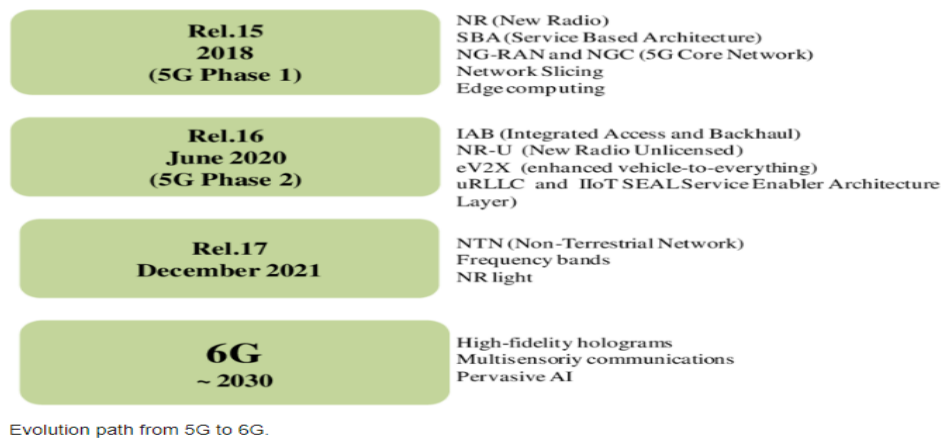 Rel.15
2018
(5G Phase 1)
NR (New Radio)
SBA (Service Based Architecture)
NG-RAN and NGC (5G Core Network)
Network Slicing
Edge computing
Rel.16
June 2020
(5G Phase 2)
IAB (Integrated Access and Backhaul)
NR-U (New Radio Unlicensed)
eV2X (enhanced vehicle-to-everything)
uRLLC and IIoT SEAL Service Enabler Architecture
Layer)
Rel.17
December 2021
NTN (Non-Terrestrial Network)
Frequency bands
NR light
6G
~ 2030
High-fidelity holograms
Multisensoriy communications
Pervasive AI
Evolution path from 5G to 6G.